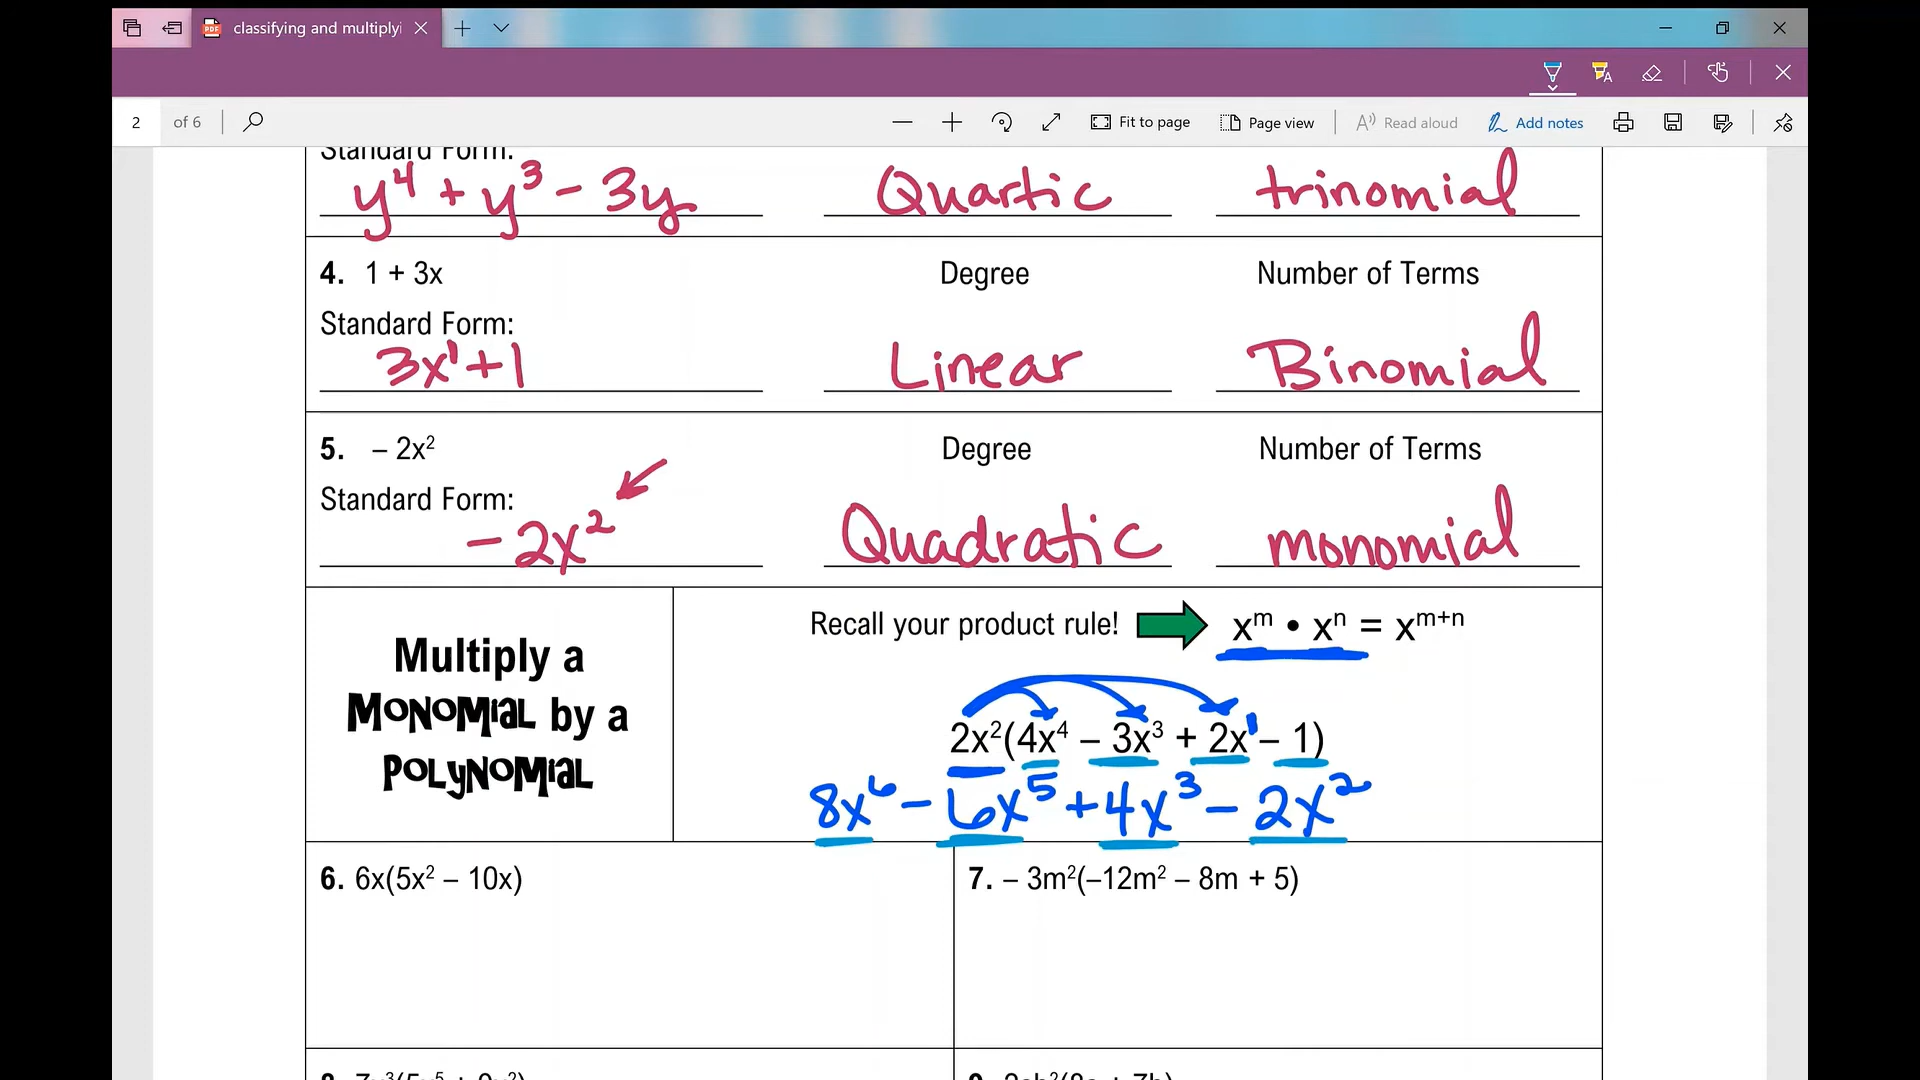 classifying and multiplyi
2 of 6 Fit to page Page view Read aloud Add notes
Standard Form:
y⁴ + y³ - 3y Quartic trinomial
4. 1 + 3x Degree Number of Terms
Standard Form:
3x¹ + 1 Linear Binomial
5. – 2x² Degree Number of Terms
Standard Form:
- 2x² Quadratic monomial
Recall your product rule! xᵐ • xⁿ = xᵐ⁺ⁿ
Multiply a
Monomial by a
Polynomial
2x²(4x⁴ – 3x³ + 2x¹ – 1)
8x⁶ - 6x⁵ + 4x³ - 2x²
6. 6x(5x² – 10x) 7. – 3m²(–12m² – 8m + 5)